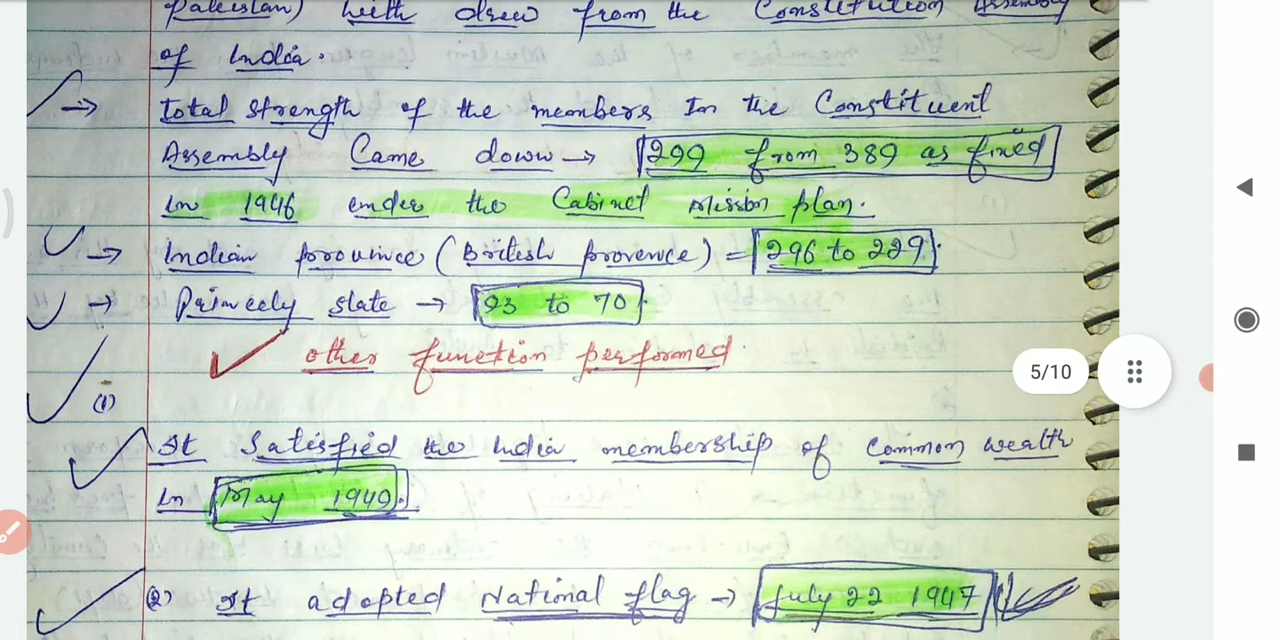 Pakistan) with drew from the Constitution Assembly
of India.
→ Total strength of the members In the Constituent
Assembly Came down → 299 from 389 as fixed
in 1946 ender the Cabinet Mission plan.
→ Indian province (British provence) = 296 to 229.
→ Princely state → 93 to 70
other function performed.
5/10
(1)
It Satisfied the India membership of Common wealth
in May 1949.
(2) It adopted National flag → July 22 1947